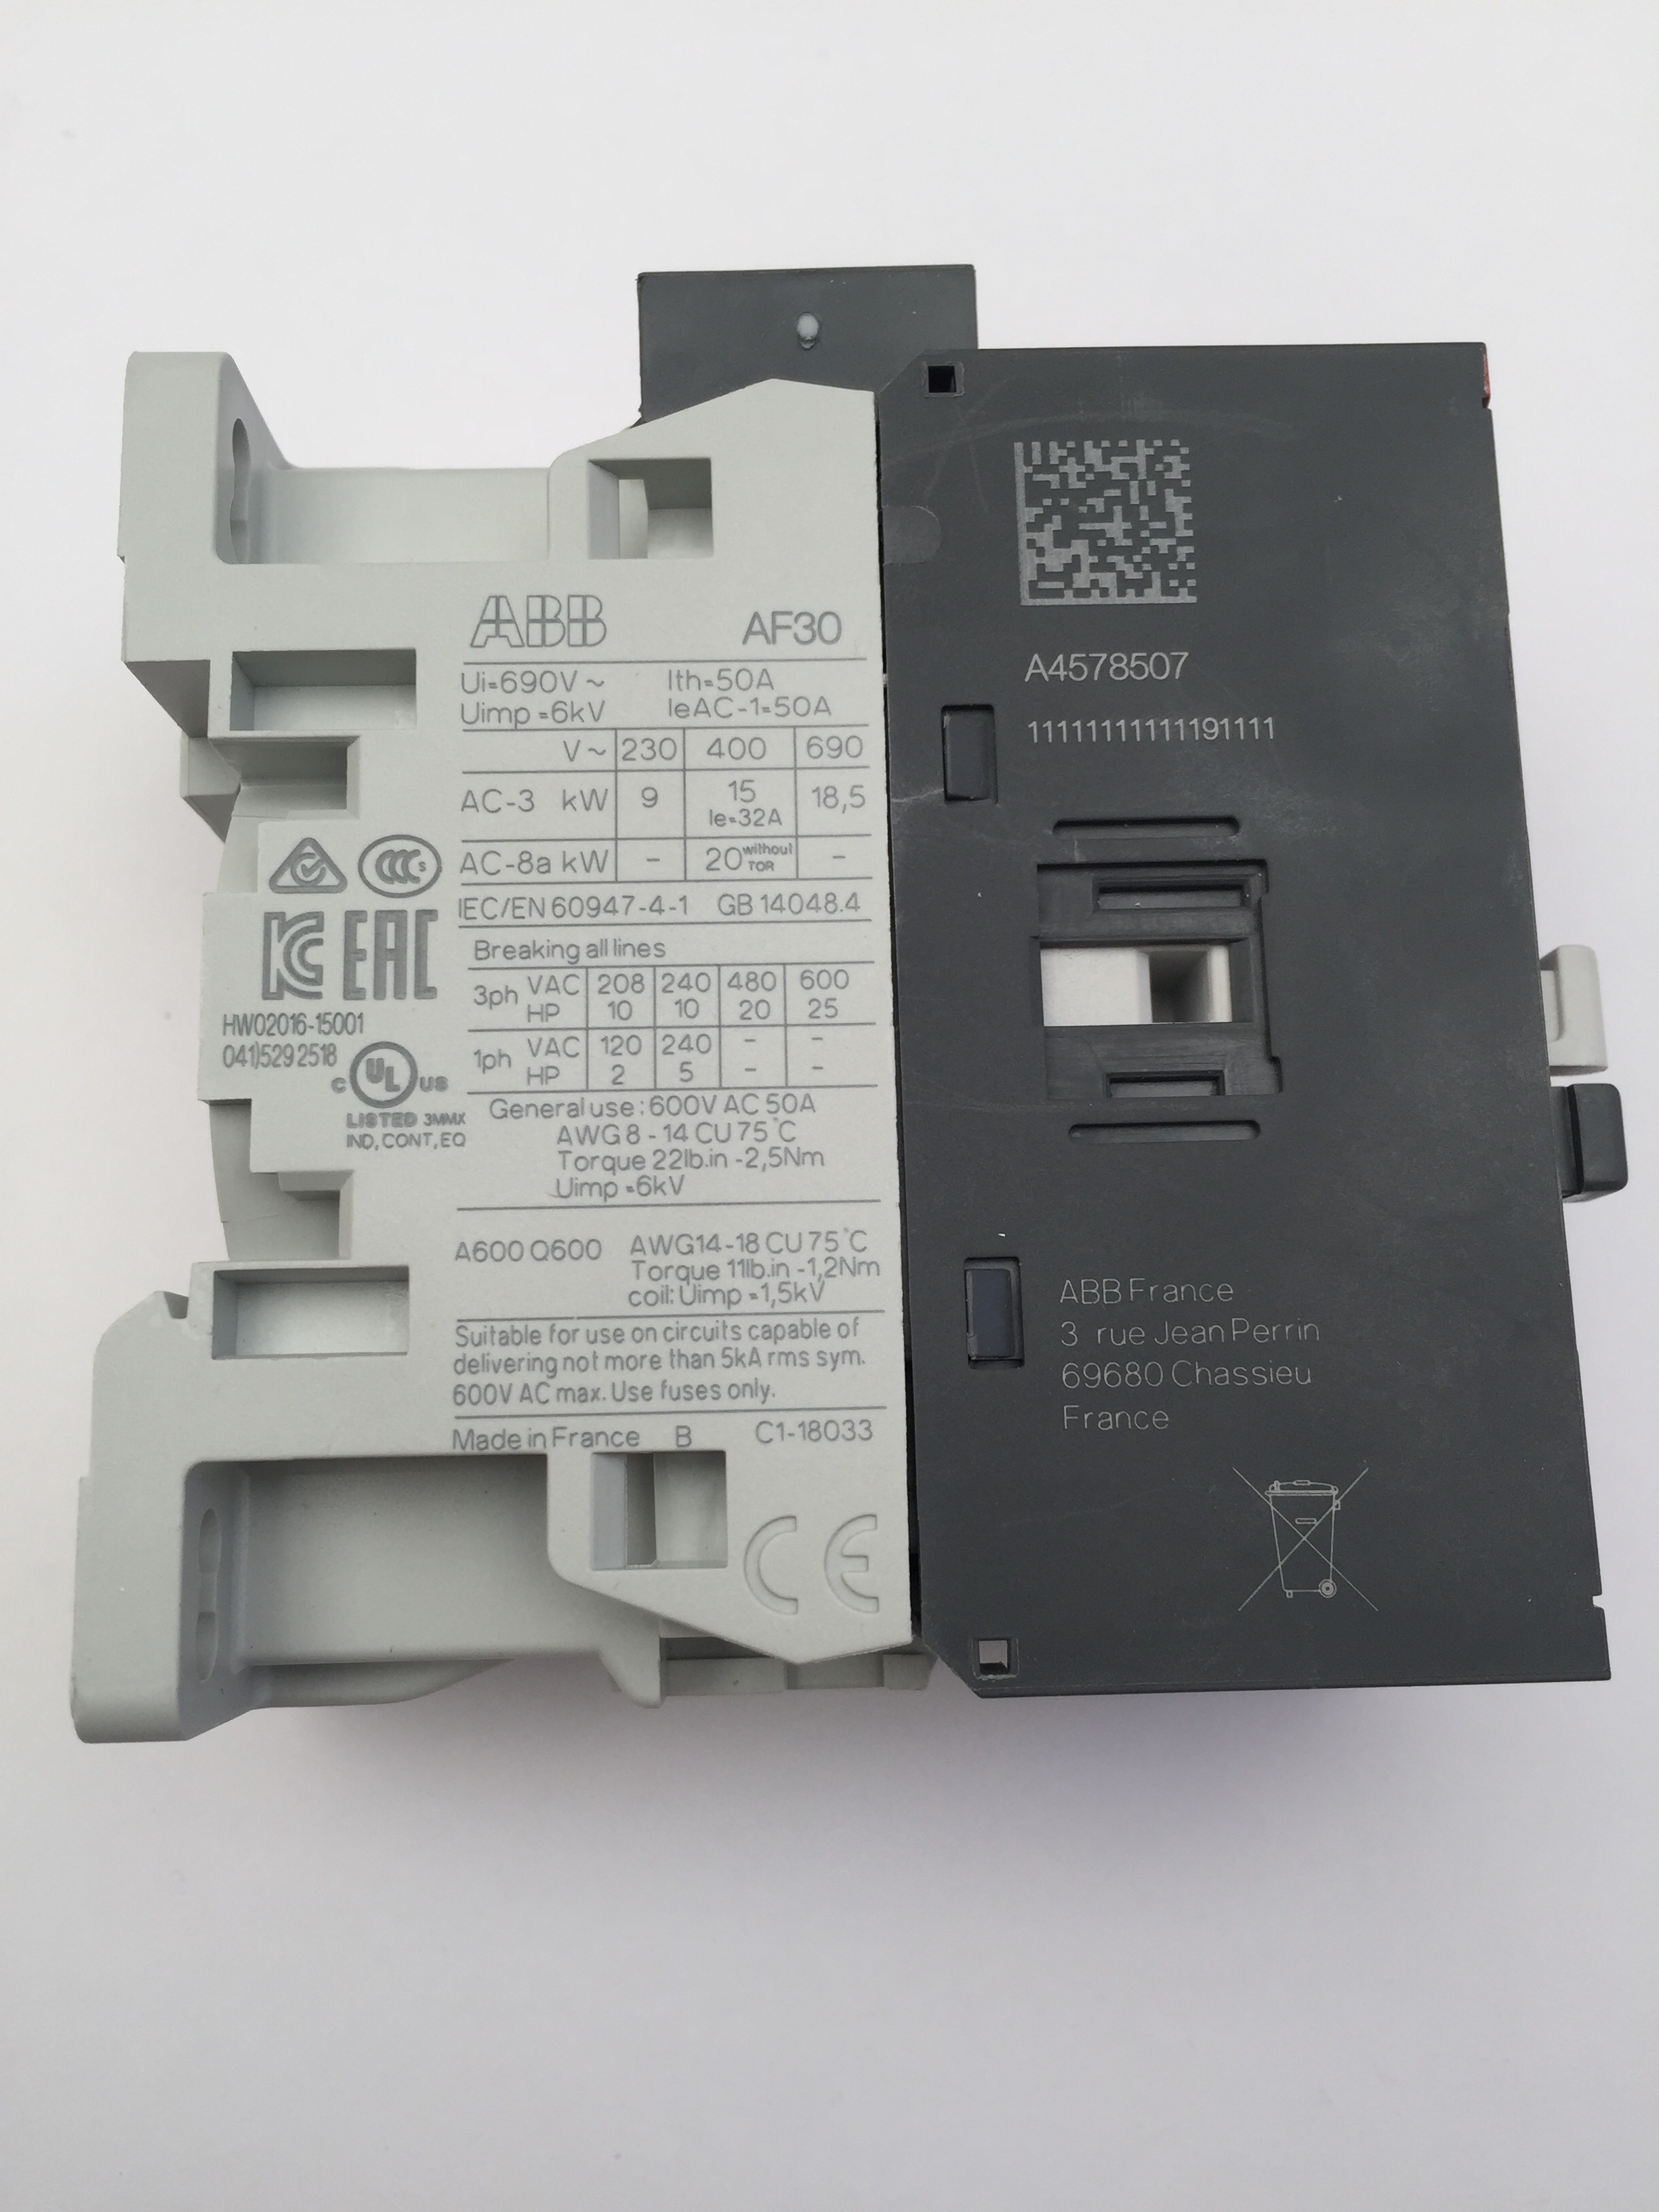 ABB AF30
Ui=690V ~ Ith=50A
Uimp =6kV IeAC-1=50A
V~ 230 400 690
AC-3 kW 9 15 18,5
Ie=32A
AC-8a kW - 20 without TOR -
IEC/EN 60947-4-1 GB 14048.4
Breaking all lines
3ph VAC 208 240 480 600
HP 10 10 20 25
1ph VAC 120 240 - -
HP 2 5 - -
General use : 600V AC 50A
AWG 8 - 14 CU 75°C
Torque 22lb.in - 2,5Nm
Uimp =6kV
A600 Q600 AWG14-18 CU 75°C
Torque 11lb.in - 1,2Nm
coil: Uimp =1,5kV
Suitable for use on circuits capable of
delivering not more than 5kA rms sym.
600V AC max. Use fuses only.
Made in France B C1-18033
CE
CCC S
KC EAC
HW02016-15001
041)529 2518
C UL US
LISTED 3MMX
IND, CONT, EQ
A4578507
11111111111191111
ABB France
3 rue Jean Perrin
69680 Chassieu
France